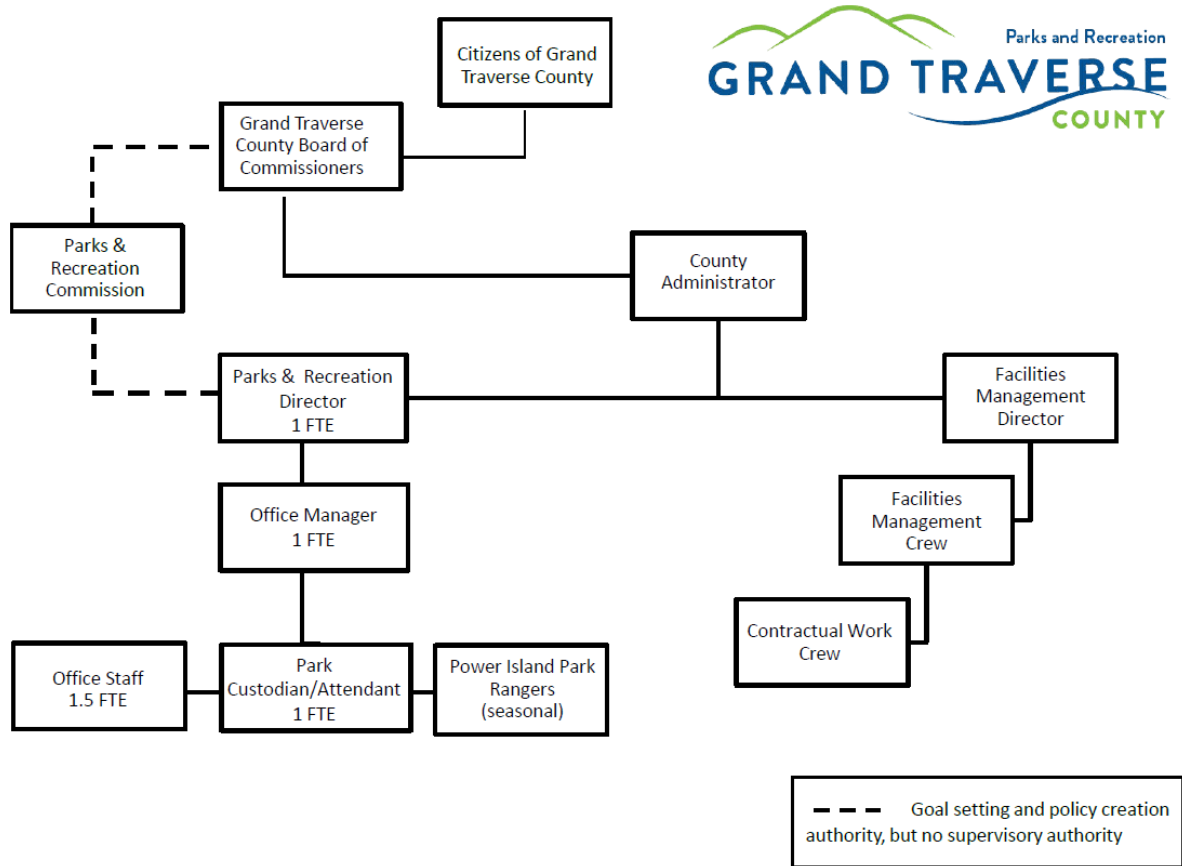 Parks and Recreation
GRAND TRAVERSE
COUNTY
Citizens of Grand
Traverse County
Grand Traverse
County Board of
Commissioners
Parks &
Recreation
Commission
County
Administrator
Parks & Recreation
Director
1 FTE
Facilities
Management
Director
Office Manager
1 FTE
Facilities
Management
Crew
Contractual Work
Crew
Office Staff
1.5 FTE
Park
Custodian/Attendant
1 FTE
Power Island Park
Rangers
(seasonal)
Goal setting and policy creation
authority, but no supervisory authority